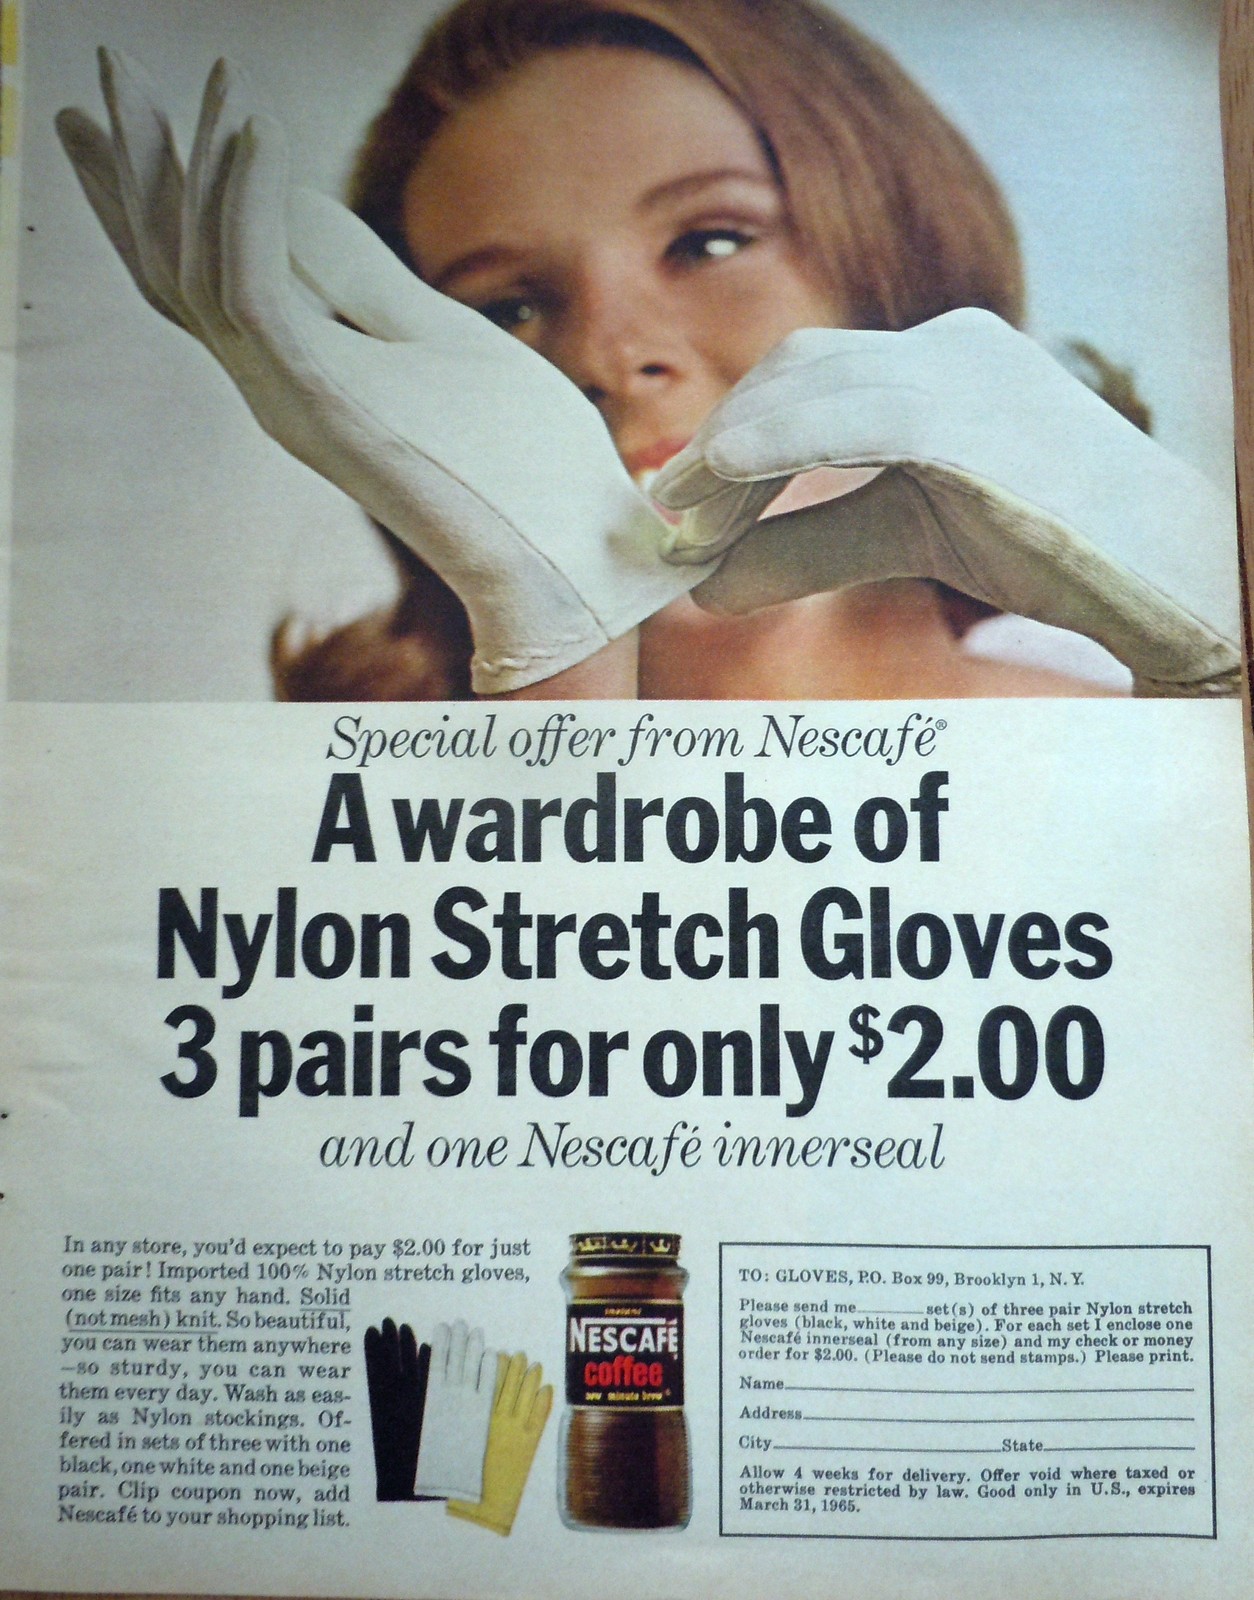 Special offer from Nescafé®
A wardrobe of
Nylon Stretch Gloves
3 pairs for only $2.00
and one Nescafé innerseal
In any store, you'd expect to pay $2.00 for just
one pair! Imported 100% Nylon stretch gloves,
one size fits any hand. Solid
(not mesh) knit. So beautiful,
you can wear them anywhere
—so sturdy, you can wear
them every day. Wash as eas-
ily as Nylon stockings. Of-
fered in sets of three with one
black, one white and one beige
pair. Clip coupon now, add
Nescafé to your shopping list.
instant
NESCAFÉ
coffee
new minute brew
TO: GLOVES, P.O. Box 99, Brooklyn 1, N. Y.
Please send me________set(s) of three pair Nylon stretch
gloves (black, white and beige). For each set I enclose one
Nescafé innerseal (from any size) and my check or money
order for $2.00. (Please do not send stamps.) Please print.
Name
Address
City State
Allow 4 weeks for delivery. Offer void where taxed or
otherwise restricted by law. Good only in U.S., expires
March 31, 1965.